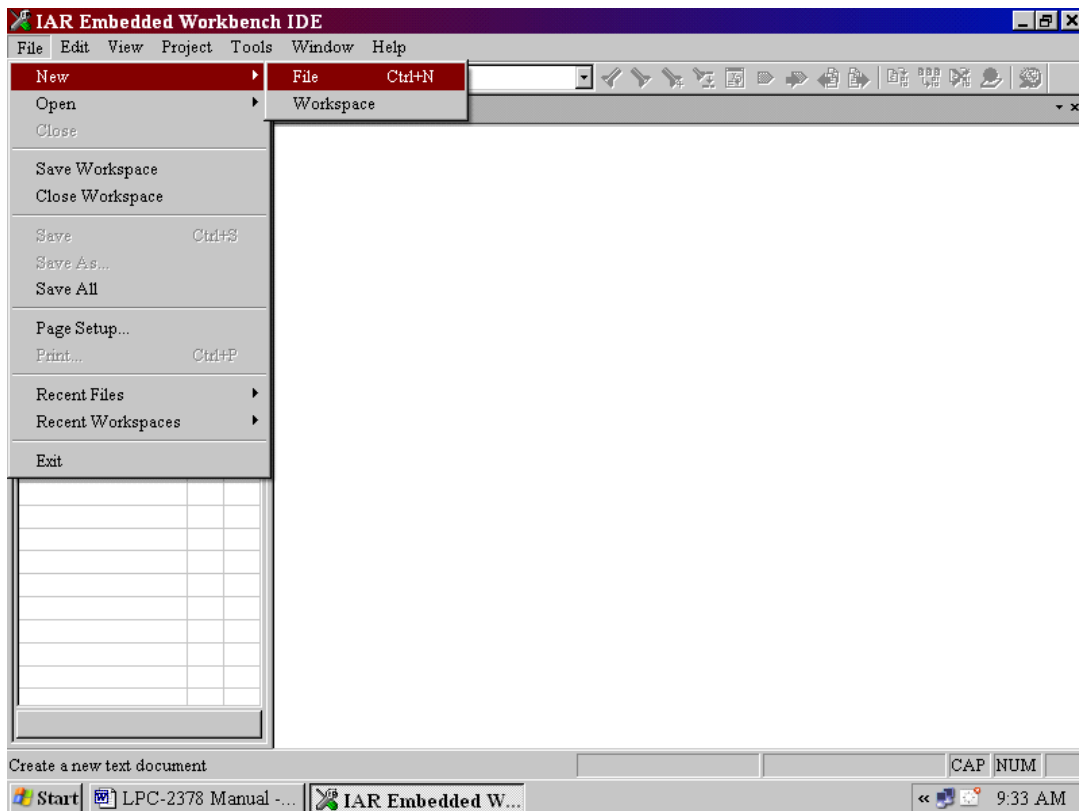 IAR Embedded Workbench IDE
File Edit View Project Tools Window Help
New
File Ctrl+N
Open
Workspace
Close
Save Workspace
Close Workspace
Save Ctrl+S
Save As...
Save All
Page Setup...
Print... Ctrl+P
Recent Files
Recent Workspaces
Exit
Create a new text document
CAP NUM
Start
LPC-2378 Manual -...
IAR Embedded W...
« 9:33 AM